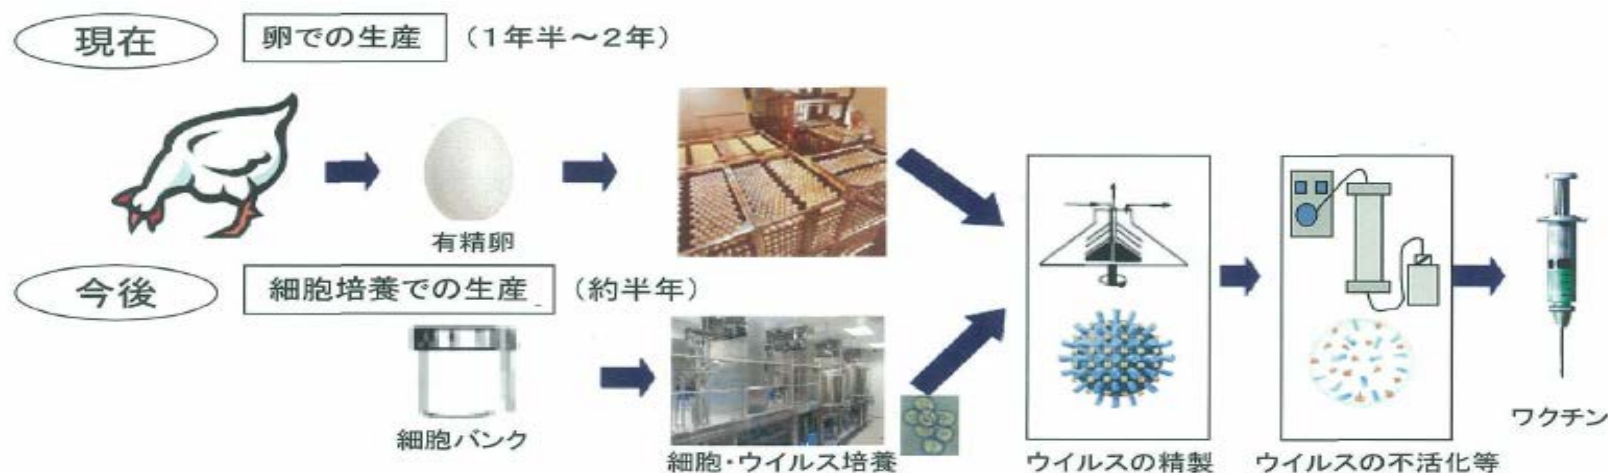 現在 卵での生産 （１年半～２年）
有精卵
今後 細胞培養での生産 （約半年）
細胞バンク
細胞・ウイルス培養
ウイルスの精製
ウイルスの不活化等
ワクチン